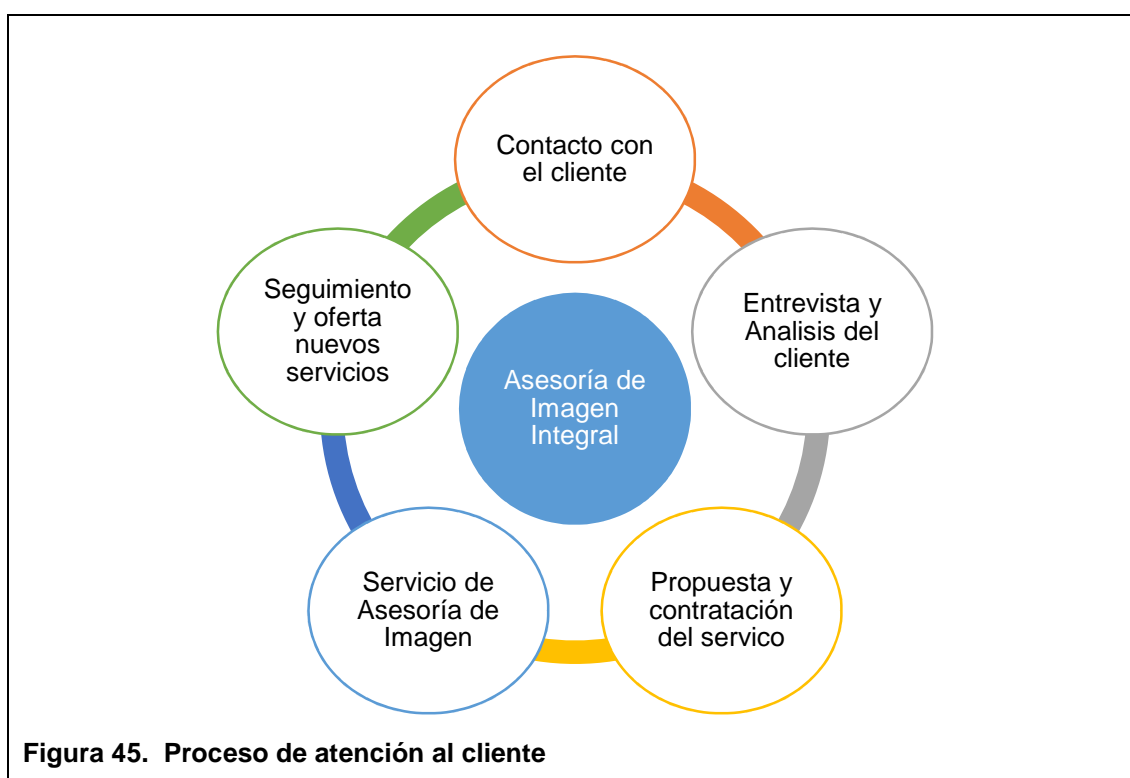 Contacto con
el cliente
Entrevista y
Analisis del
cliente
Propuesta y
contratación
del servico
Servicio de
Asesoría de
Imagen
Seguimiento
y oferta
nuevos
servicios
Asesoría de
Imagen
Integral
Figura 45. Proceso de atención al cliente